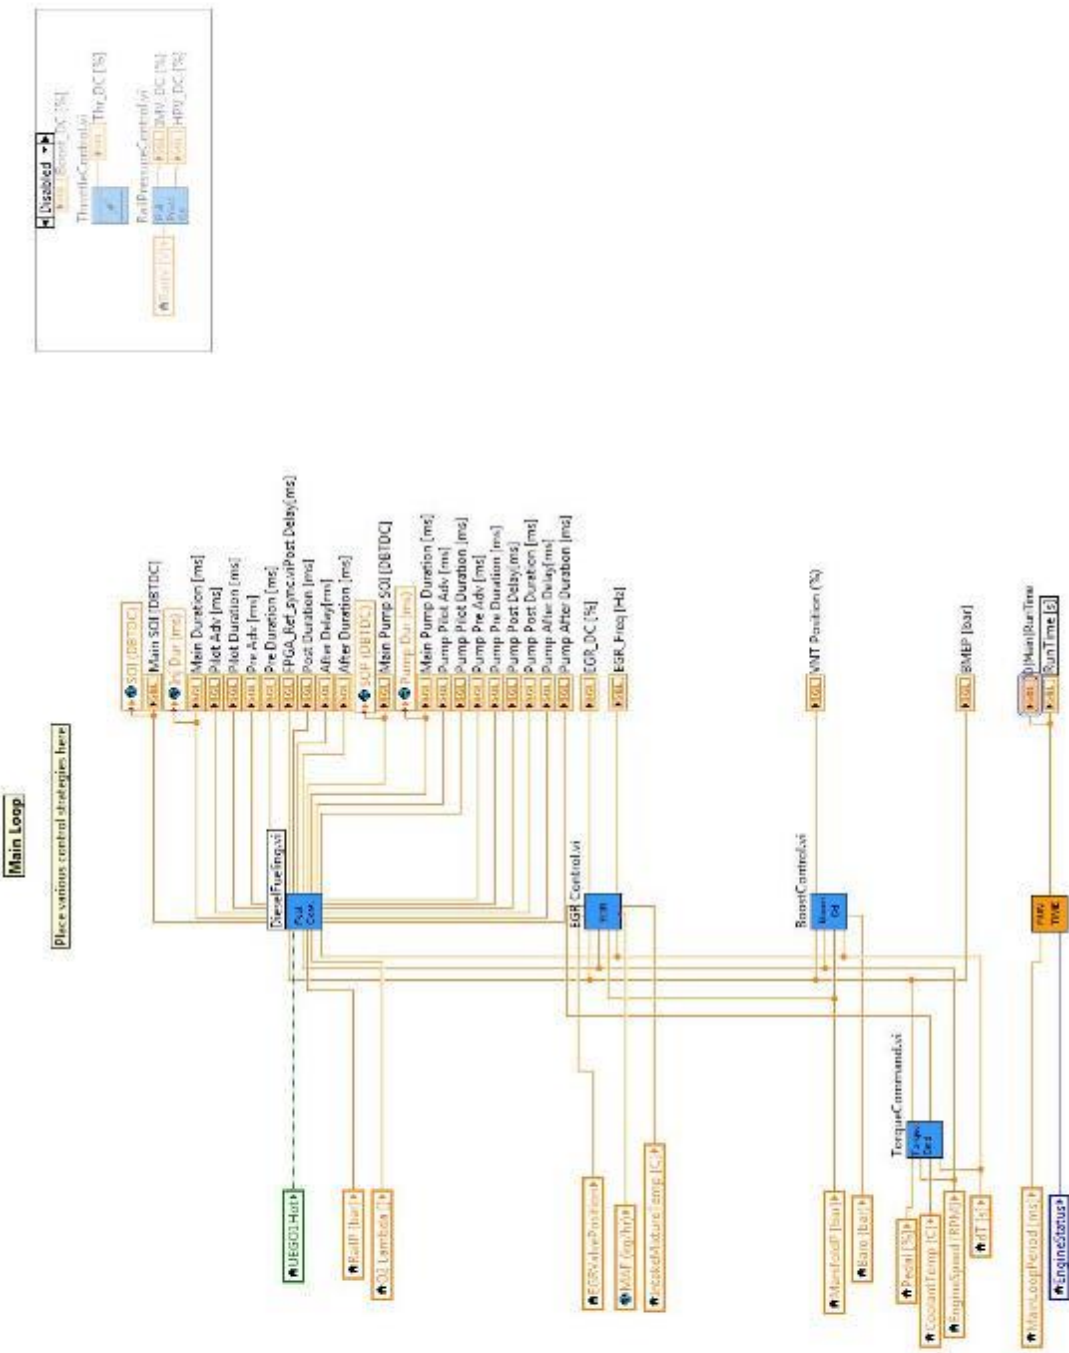 Main Loop
Place various control strategies here
Disabled
Boost_DC [%]
ThrottleControl.vi
Thr_DC [%]
RailPressureControl.vi
HPV_DC [%]
DieselFueling.vi
SOI (DBTDC)
Main SOI [DBTDC]
Inj Dur (ms)
Main Duration [ms]
Pilot Adv [ms]
Pilot Duration [ms]
Pre Adv [ms]
Pre Duration [ms]
FPGA_Ref_sync.viPost Delay[ms]
Post Duration [ms]
After Delay[ms]
After Duration [ms]
SOP (DBTDC)
Main Pump SOI [DBTDC]
Pump Dur (ms)
Main Pump Duration [ms]
Pump Pilot Adv [ms]
Pump Pilot Duration [ms]
Pump Pre Adv [ms]
Pump Pre Duration [ms]
Pump Post Delay[ms]
Pump Post Duration [ms]
Pump After Delay[ms]
Pump After Duration [ms]
UEGO1Hot
RailP [bar]
O2 Lambda []
EGR Control.vi
EGR_DC [%]
EGR_Freq [Hz]
EGRValvePosition
MAF (kg/hr)
IntakeMixtureTemp [C]
BoostControl.vi
VNT Position (%)
ManifoldP [bar]
Baro [bar]
TorqueCommand.vi
BMEP [bar]
Pedal [%]
CoolantTemp [C]
EngineSpeed [RPM]
dT [s]
MainLoopPeriod [ms]
EngineStatus
RunTime [s]